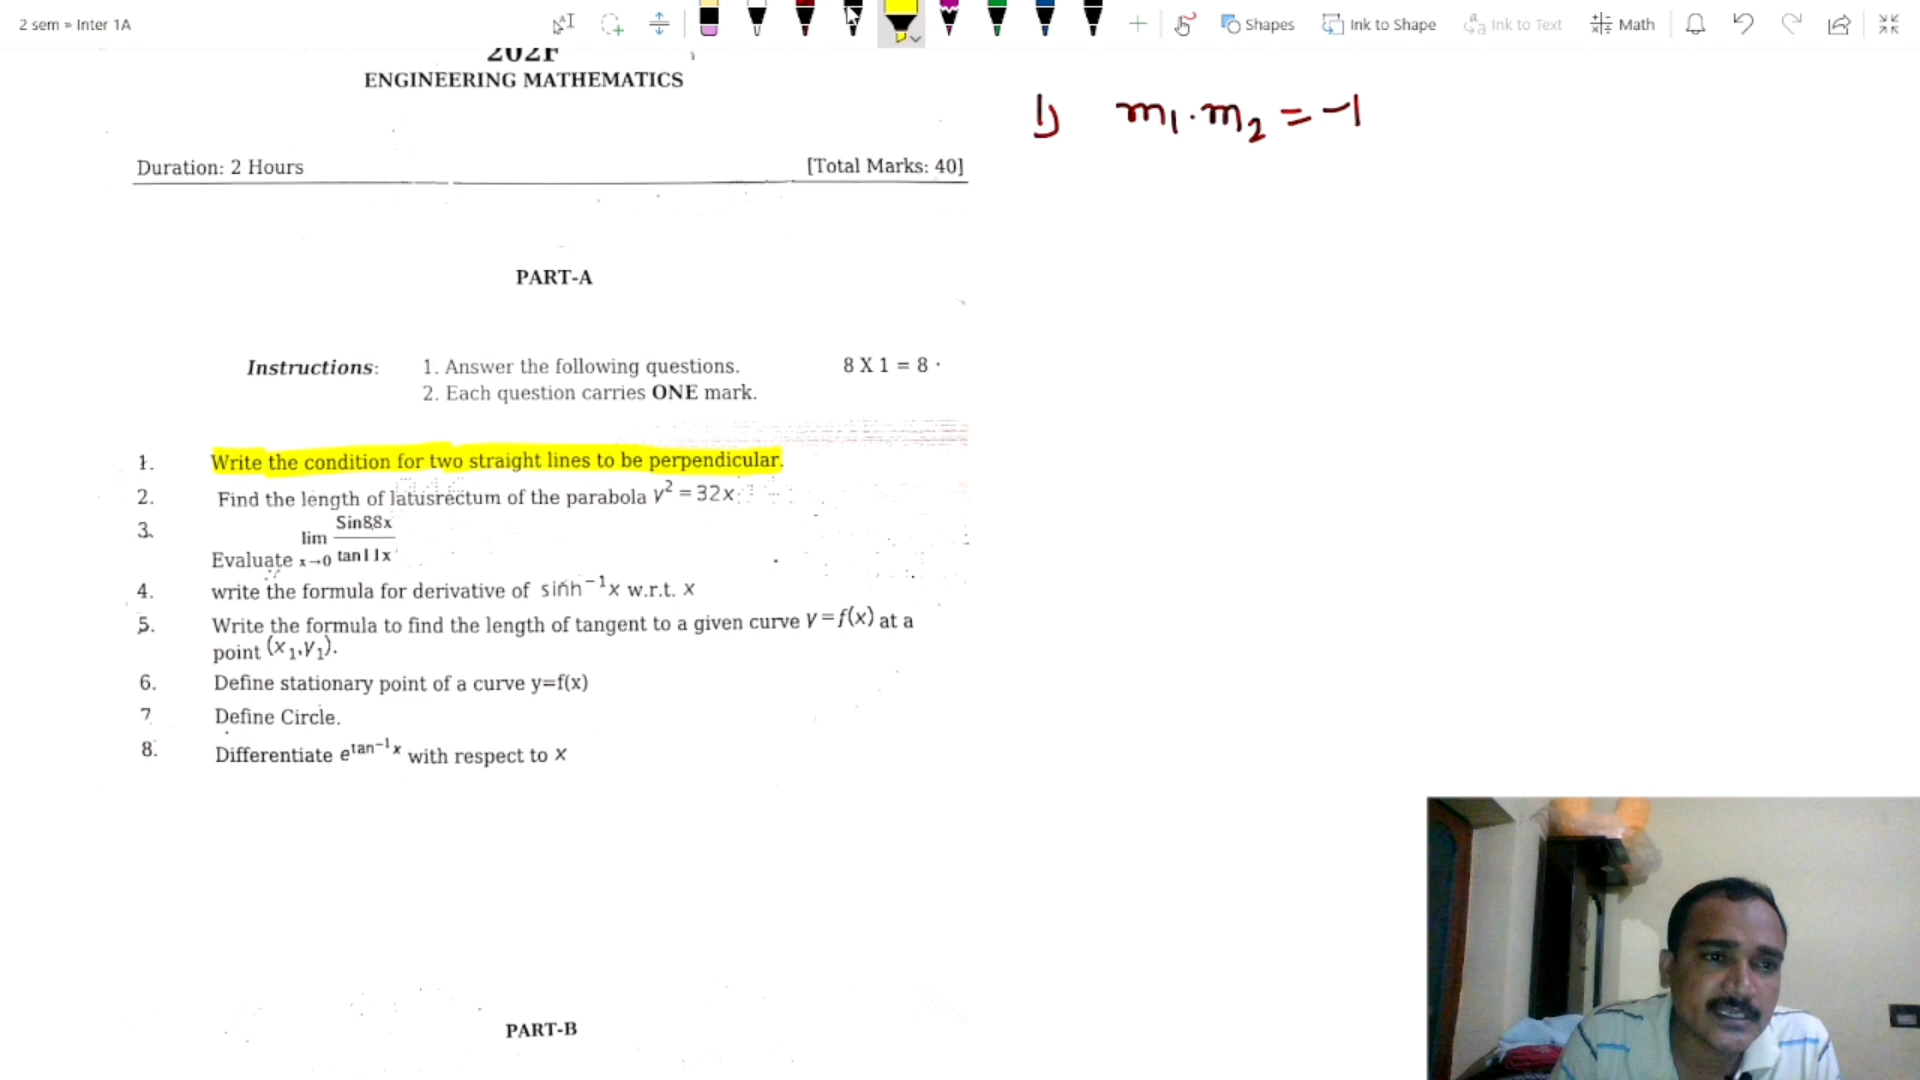 2 sem » Inter 1A
Shapes
Ink to Shape
Ink to Text
Math
202F
ENGINEERING MATHEMATICS
1) m₁·m₂ = -1
Duration: 2 Hours [Total Marks: 40]
PART-A
Instructions: 1. Answer the following questions. 8 X 1 = 8
2. Each question carries ONE mark.
1. Write the condition for two straight lines to be perpendicular.
2. Find the length of latusrectum of the parabola y² = 32x
3. Evaluate lim x→0 Sin88x / tan11x
4. write the formula for derivative of sinh⁻¹x w.r.t. x
5. Write the formula to find the length of tangent to a given curve y=f(x) at a
point (x₁,y₁).
6. Define stationary point of a curve y=f(x)
7 Define Circle.
8. Differentiate e^tan⁻¹x with respect to x
PART-B